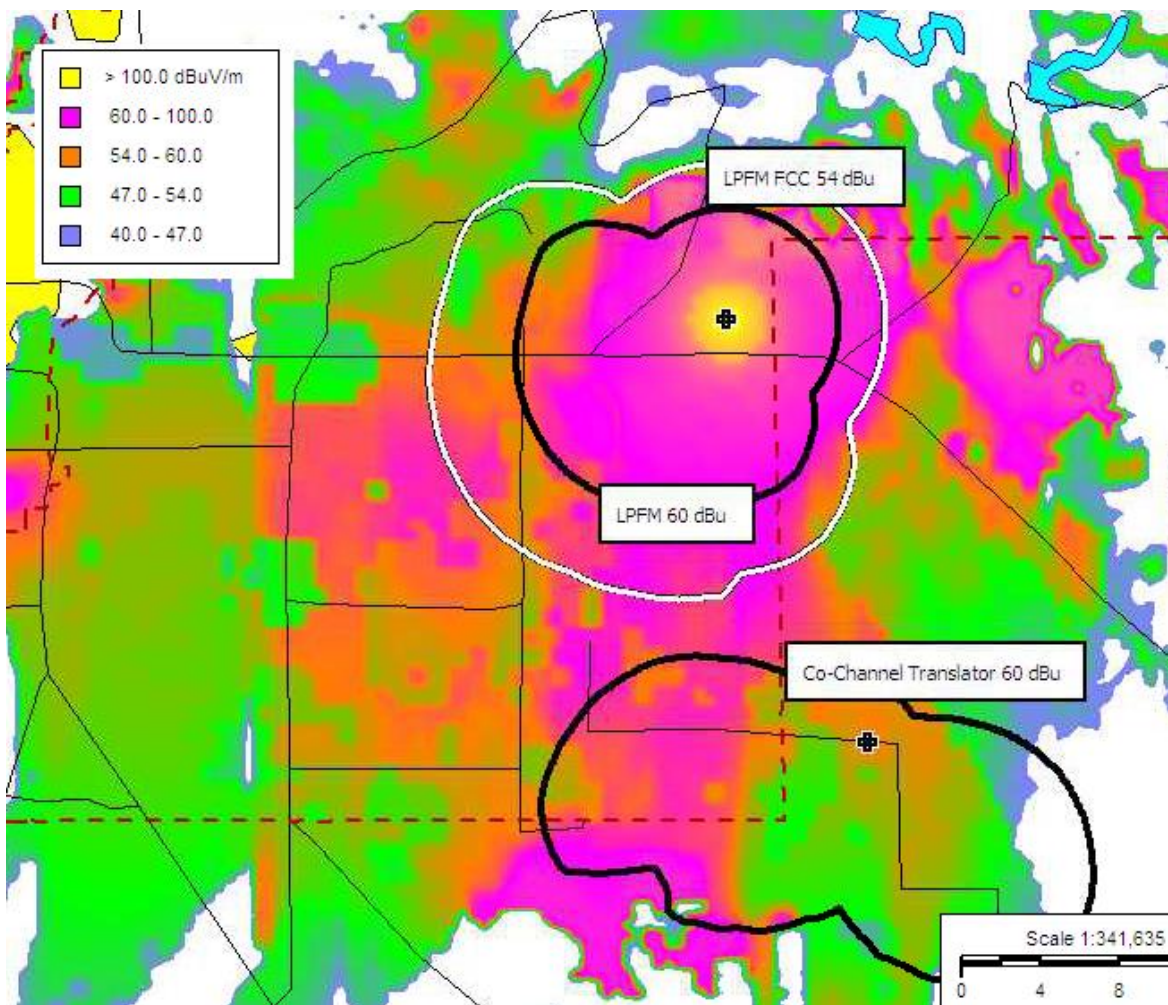 > 100.0 dBuV/m
60.0 - 100.0
54.0 - 60.0
47.0 - 54.0
40.0 - 47.0
LPFM FCC 54 dBu
LPFM 60 dBu
Co-Channel Translator 60 dBu
Scale 1:341,635
0 4 8